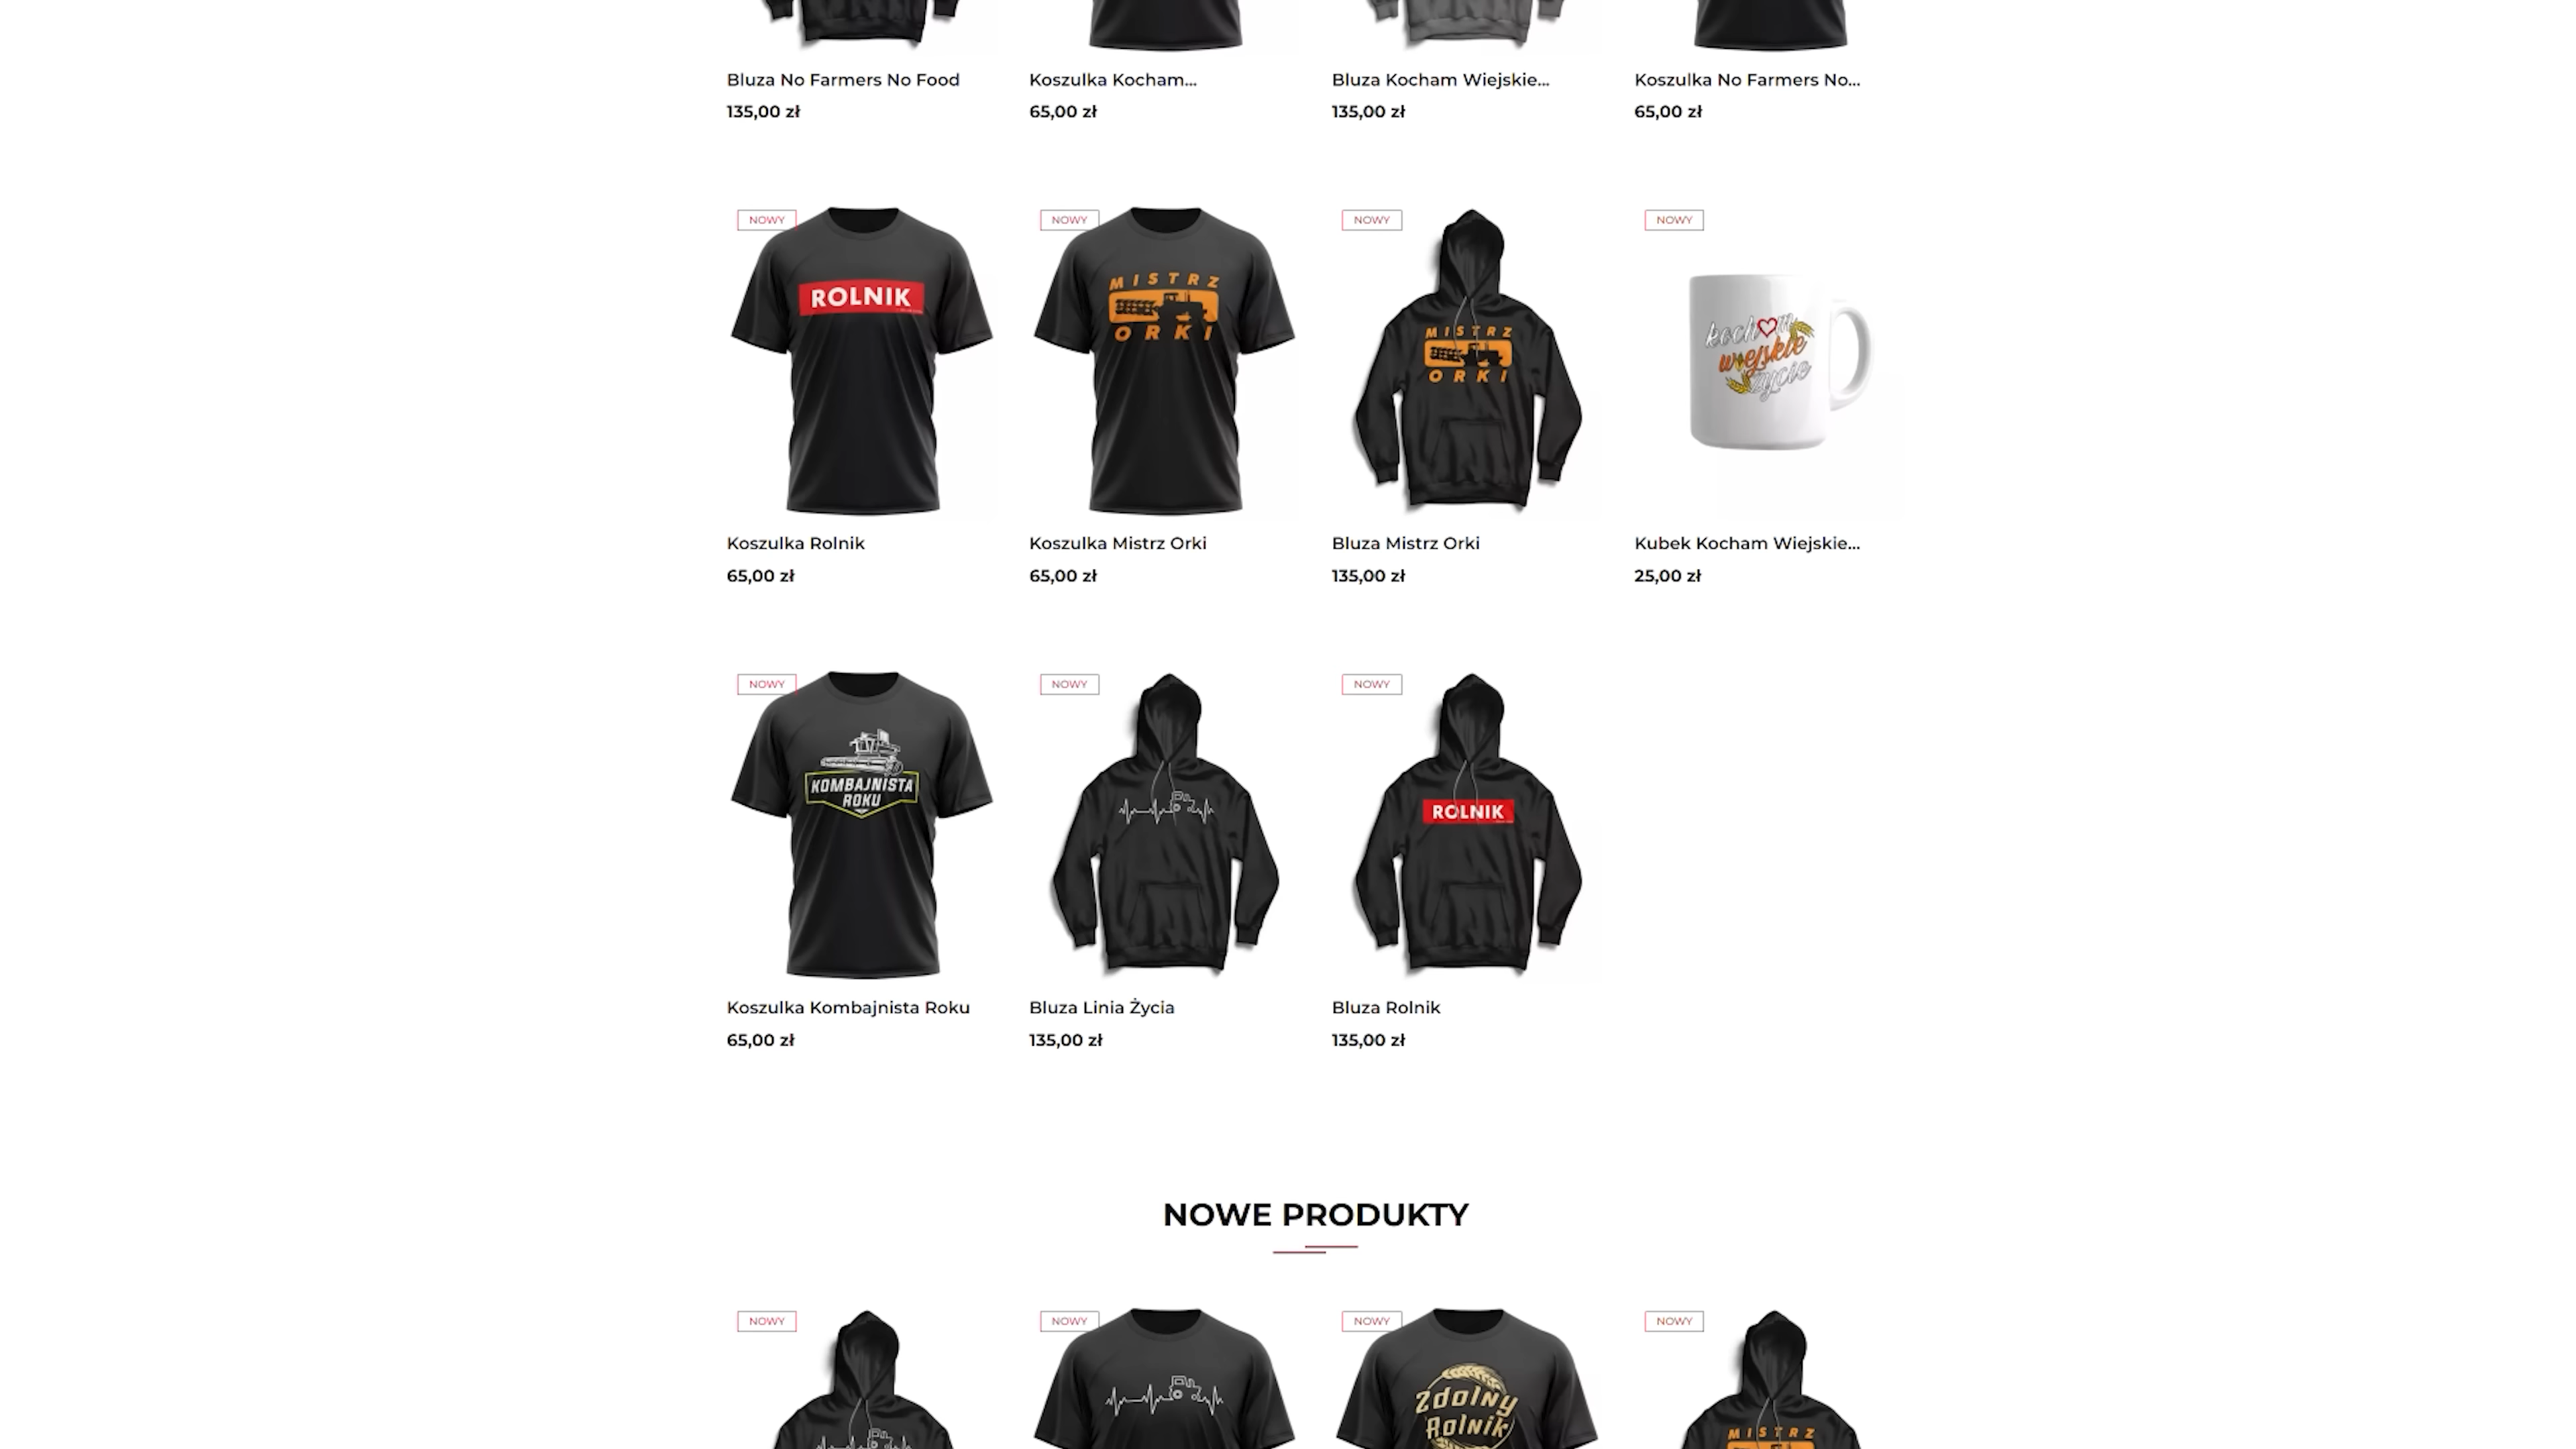 Bluza No Farmers No Food
135,00 zł
Koszulka Kocham...
65,00 zł
Bluza Kocham Wiejskie...
135,00 zł
Koszulka No Farmers No...
65,00 zł
NOWY
ROLNIK
Koszulka Rolnik
65,00 zł
NOWY
MISTRZ
ORKI
Koszulka Mistrz Orki
65,00 zł
NOWY
MISTRZ
ORKI
Bluza Mistrz Orki
135,00 zł
NOWY
kocham
wiejskie
życie
Kubek Kocham Wiejskie...
25,00 zł
NOWY
KOMBAJNISTA
ROKU
Koszulka Kombajnista Roku
65,00 zł
NOWY
Bluza Linia Życia
135,00 zł
NOWY
ROLNIK
Bluza Rolnik
135,00 zł
NOWE PRODUKTY
NOWY
NOWY
NOWY
Zdolny
Rolnik
NOWY
MISTRZ